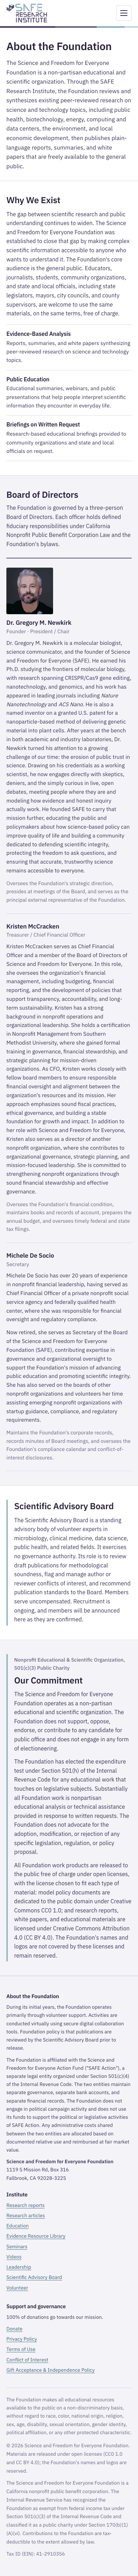 SAFE
RESEARCH
INSTITUTE
About the Foundation
The Science and Freedom for Everyone
Foundation is a non-partisan educational and
scientific organization. Through the SAFE
Research Institute, the Foundation focuses on
synthesizing existing peer-reviewed research on
science and technology topics, including public
health, biotechnology, energy, computing and
data centers, the environment, and local
economic development, then publishes plain-
language reports, summaries, and white
papers that are freely available to the general
public.
Why We Exist
The gap between scientific research and public
understanding continues to widen. The Science
and Freedom for Everyone Foundation was
established to close that gap by making complex
scientific information accessible to anyone who
wants to understand it. The Foundation's
audience is the general public. Educators,
journalists, students, community organizations,
and state and local officials, including state
legislators, mayors, city councils, and county
supervisors, are welcome to use the same
materials, on the same terms, free of charge.
Evidence-Based Analysis
Reports, summaries, and white papers synthesizing
peer-reviewed research on science and technology
topics.
Public Education
Educational summaries, webinars, and public
presentations that help people interpret scientific
information they encounter in everyday life.
Briefings on Written Request
Research-based educational briefings provided to
community organizations and state and local
officials on request.
Board of Directors
The Foundation is governed by a three-person
Board of Directors. Each officer holds defined
fiduciary responsibilities under California
Nonprofit Public Benefit Corporation Law and the
Foundation's bylaws.
Dr. Gregory M. Newkirk
Founder · President / Chair
Dr. Gregory M. Newkirk is a molecular biologist,
nanotechnologist, and the founder of the Science
and Freedom for Everyone (SAFE). He earned his
Ph.D. studying the frontiers of molecular biology,
with research spanning CRISPR/Cas9 gene editing,
nanotechnology, and genomics, and his work has
appeared in leading journals including Nature
Nanotechnology and ACS Nano. He is also a
named inventor on a granted U.S. patent for a
nanoparticle-based method of delivering genetic
material into plant cells. After years at the bench
in both academic and industry laboratories, Dr.
Newkirk turned his attention to a growing
challenge of our time: the erosion of public trust in
science. Drawing on his credentials as a working
scientist, he now engages directly with skeptics,
deniers, and the simply curious in live, open
debates, meeting people where they are and
modeling how evidence and honest inquiry
actually work. He founded SAFE to carry that
mission further, educating the public and
policymakers about how science-based policy can
improve quality of life and building a community
dedicated to defending scientific integrity,
protecting the freedom to ask questions, and
ensuring that accurate, trustworthy science
remains accessible to everyone.
Oversees the Foundation's strategic direction,
presides at meetings of the Board, and serves as the
principal external representative of the Foundation.
Kristen McCracken
Treasurer / Chief Financial Officer
Kristen McCracken serves as Chief Financial
Officer and a member of the Board of Directors of
Science and Freedom for Everyone. In this role,
she oversees the organization's financial
management, including budgeting, financial
reporting, and the development of policies that
support transparency, accountability, and long-
term sustainability. Kristen has a strong
background in nonprofit operations and
organizational leadership. She holds a certification
in Nonprofit Management from Southern
Methodist University, where she gained formal
training in governance, financial stewardship, and
strategic planning for mission-driven
organizations. As CFO, Kristen works closely with
fellow board members to ensure responsible
financial oversight and alignment between the
organization's resources and its mission. Her
approach emphasizes sound fiscal practices,
ethical governance, and building a stable
foundation for growth and impact. In addition to
her work with Science and Freedom for Everyone,
Kristen also serves as a director of another
nonprofit organization, where she contributes to
organizational governance, strategic planning, and
mission-focused leadership. She is committed to
strengthening nonprofit organizations through
sound financial stewardship and effective
governance.
Oversees the Foundation's financial condition,
maintains books and records of account, prepares the
annual budget, and oversees timely federal and state
tax filings.
Michele De Socio
Secretary
Michele De Socio has over 20 years of experience
in nonprofit financial leadership, having served as
Chief Financial Officer of a private nonprofit social
service agency and federally qualified health
center, where she was responsible for financial
oversight and regulatory compliance.
Now retired, she serves as Secretary of the Board
of the Science and Freedom for Everyone
Foundation (SAFE), contributing expertise in
governance and organizational oversight to
support the Foundation's mission of advancing
public education and promoting scientific integrity.
She has also served on the boards of other
nonprofit organizations and volunteered her time
assisting emerging nonprofit organizations with
startup guidance, compliance, and regulatory
requirements.
Maintains the Foundation's corporate records,
records minutes of Board meetings, and oversees the
Foundation's compliance calendar and conflict-of-
interest disclosures.
Scientific Advisory Board
The Scientific Advisory Board is a standing
advisory body of volunteer experts in
microbiology, clinical medicine, data science,
public health, and related fields. It exercises
no governance authority. Its role is to review
draft publications for methodological
soundness, flag and manage author or
reviewer conflicts of interest, and recommend
publication standards to the Board. Members
serve uncompensated. Recruitment is
ongoing, and members will be announced
here as they are confirmed.
Nonprofit Educational & Scientific Organization,
501(c)(3) Public Charity
Our Commitment
The Science and Freedom for Everyone
Foundation operates as a non-partisan
educational and scientific organization. The
Foundation does not support, oppose,
endorse, or contribute to any candidate for
public office and does not engage in any form
of electioneering.
The Foundation has elected the expenditure
test under Section 501(h) of the Internal
Revenue Code for any educational work that
touches on legislative subjects. Substantially
all Foundation work is nonpartisan
educational analysis or technical assistance
responding to written requests. The
Foundation does not advocate for the
adoption, modification, or rejection of any
specific legislation, regulation, or policy
proposal.
All Foundation work products are released to
the public free of charge under open licenses,
with the license depending on the type of
material: model policy documents are
dedicated to the public domain under Creative
Commons CC0 1.0; and research reports,
white papers, and educational materials are
licensed under Creative Commons Attribution
4.0 (CC BY 4.0). The Foundation's name and
logos are not covered by these licenses and
remain reserved.
About the Foundation
During its initial years, the Foundation operates
primarily through volunteer support. Activities are
conducted virtually using secure digital collaboration
tools. Foundation policy is that publications are
reviewed by the Scientific Advisory Board prior to
release.
The Foundation is affiliated with the Science and
Freedom for Everyone Action Fund ("SAFE Action"), a
separate legal entity organized under Section 501(c)(4)
of the Internal Revenue Code. The two entities maintain
separate governance, separate bank accounts, and
separate financial records. The Foundation does not
engage in political campaign activity and does not use
its funds to support the political or legislative activities
of SAFE Action. Any administrative costs shared
between the two entities are allocated based on
documented relative use and reimbursed at fair market
value.
Science and Freedom for Everyone Foundation
1119 S Mission Rd, Box 316
Fallbrook, CA 92028-3225
Institute
Research reports
Research articles
Education
Evidence Resource Library
Seminars
Videos
Leadership
Scientific Advisory Board
Volunteer
Support and governance
100% of donations go towards our mission.
Donate
Privacy Policy
Terms of Use
Conflict of Interest
Gift Acceptance & Independence Policy
The Foundation makes all educational resources
available to the public on a non-discriminatory basis,
without regard to race, color, national origin, religion,
sex, age, disability, sexual orientation, gender identity,
political affiliation, or any other protected characteristic.
© 2026 Science and Freedom for Everyone Foundation.
Materials are released under open licenses (CC0 1.0
and CC BY 4.0); the Foundation's names and logos are
reserved.
The Science and Freedom for Everyone Foundation is a
California nonprofit public benefit corporation. The
Internal Revenue Service has recognized the
Foundation as exempt from federal income tax under
Section 501(c)(3) of the Internal Revenue Code and
classified it as a public charity under Section 170(b)(1)
(A)(vi). Contributions to the Foundation are tax-
deductible to the extent allowed by law.
Tax ID (EIN): 41-2910356